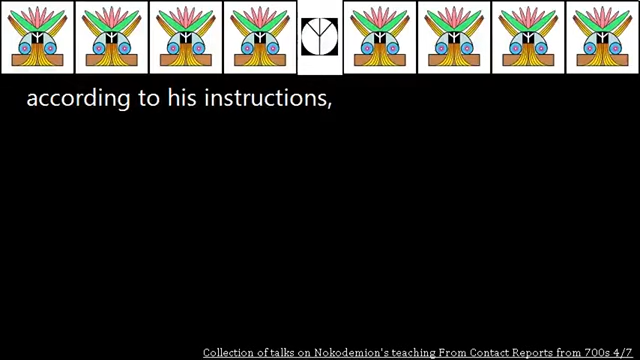 according to his instructions,
Collection of talks on Nokodemion's teaching From Contact Reports from 700s 4/7